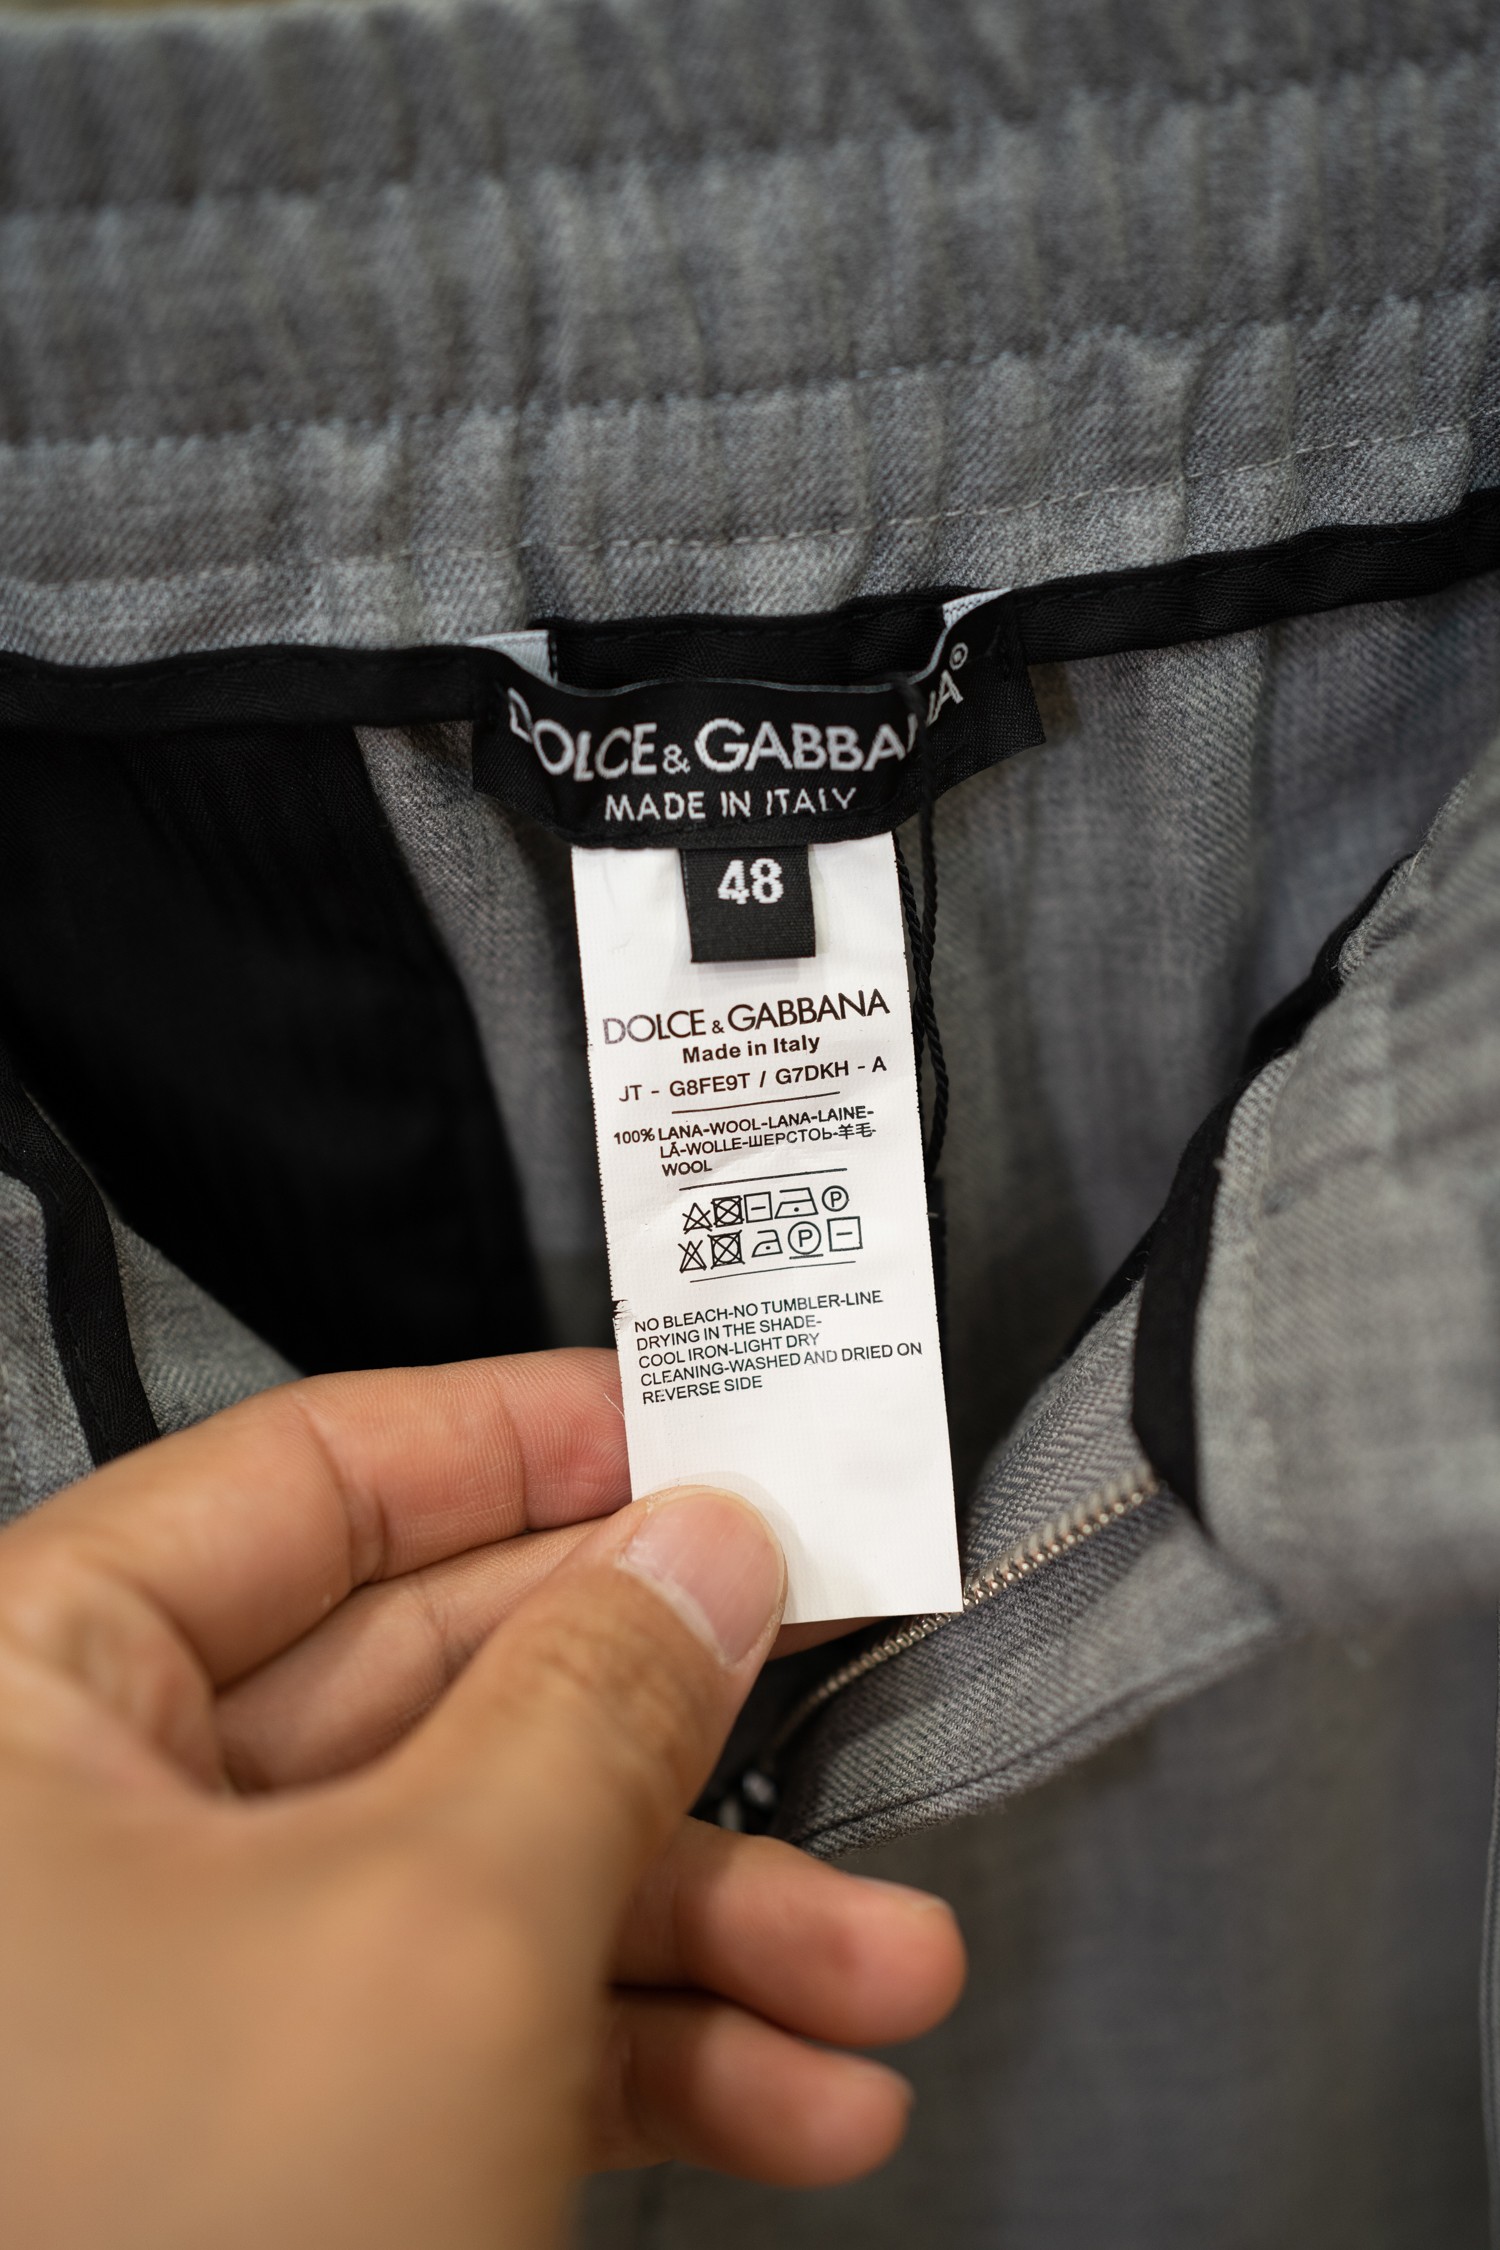 DOLCE & GABBANA®
MADE IN ITALY
48
DOLCE & GABBANA
Made in Italy
JT - G8FE9T / G7DKH - A
100% LANA-WOOL-LANA-LAINE-
LÃ-WOLLE-ШЕРСТОЬ-羊毛-
WOOL
P
P
NO BLEACH-NO TUMBLER-LINE
DRYING IN THE SHADE-
COOL IRON-LIGHT DRY
CLEANING-WASHED AND DRIED ON
REVERSE SIDE